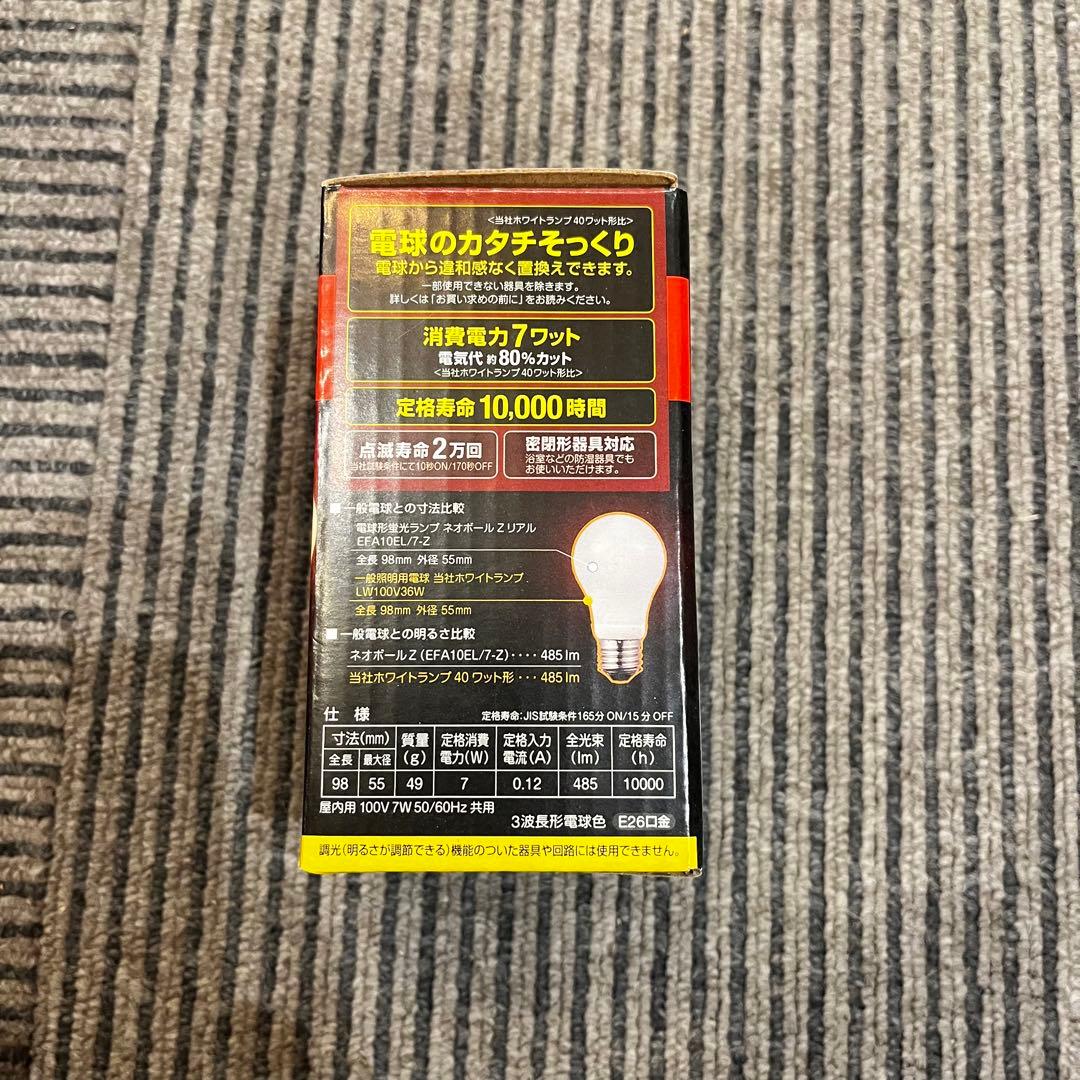 <当社ホワイトランプ40ワット形比>
電球のカタチそっくり
電球から違和感なく置換えできます。
一部使用できない器具を除きます。
詳しくは「お買い求めの前に」をお読みください。
消費電力7ワット
電気代 約80%カット
<当社ホワイトランプ40ワット形比>
定格寿命10,000時間
点滅寿命2万回
当社試験条件にて10秒ON/170秒OFF
密閉形器具対応
浴室などの防湿器具でも
お使いいただけます。
■一般電球との寸法比較
電球形蛍光ランプ ネオボールZリアル
EFA10EL/7-Z
全長 98mm 外径 55mm
一般照明用電球 当社ホワイトランプ
LW100V36W
全長 98mm 外径 55mm
■一般電球との明るさ比較
ネオボールZ(EFA10EL/7-Z)‥‥485lm
当社ホワイトランプ40ワット形‥‥485lm
仕 様
定格寿命:JIS試験条件165分ON/15分OFF
寸法(mm) 質量(g) 定格消費電力(W) 定格入力電流(A) 全光束(lm) 定格寿命(h)
全長 最大径
98 55 49 7 0.12 485 10000
屋内用 100V 7W 50/60Hz 共用
3波長形電球色 E26口金
調光(明るさが調節できる)機能のついた器具や回路には使用できません。